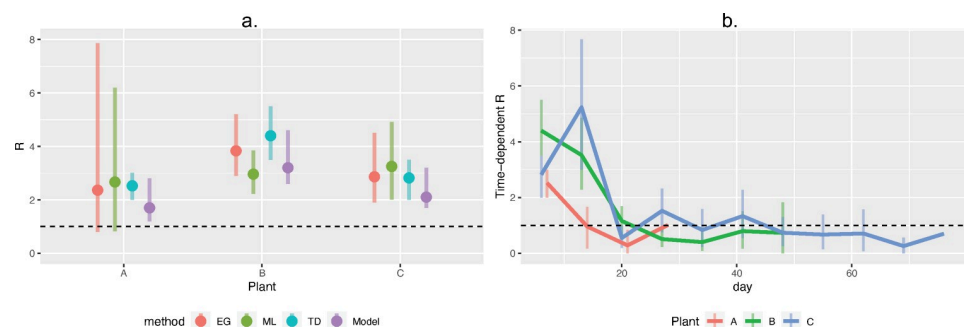 a.
8
6
4
2
0
R
A
B
C
Plant
method EG ML TD Model
b.
8
6
4
2
0
Time−dependent R
20
40
60
day
Plant A B C